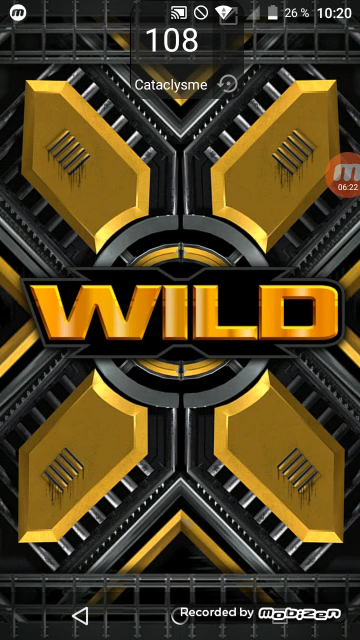 26 % 10:20
108
Cataclysme
06:22
WILD
Recorded by mobizen